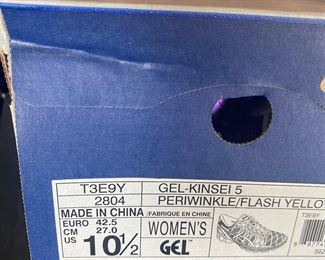 T3E9Y GEL-KINSEI 5
2804 PERIWINKLE/FLASH YELLO
MADE IN CHINA /FABRIQUE EN CHINE
EURO 42.5
CM 27.0
US 10½
WOMEN'S
GEL™
T3E9Y